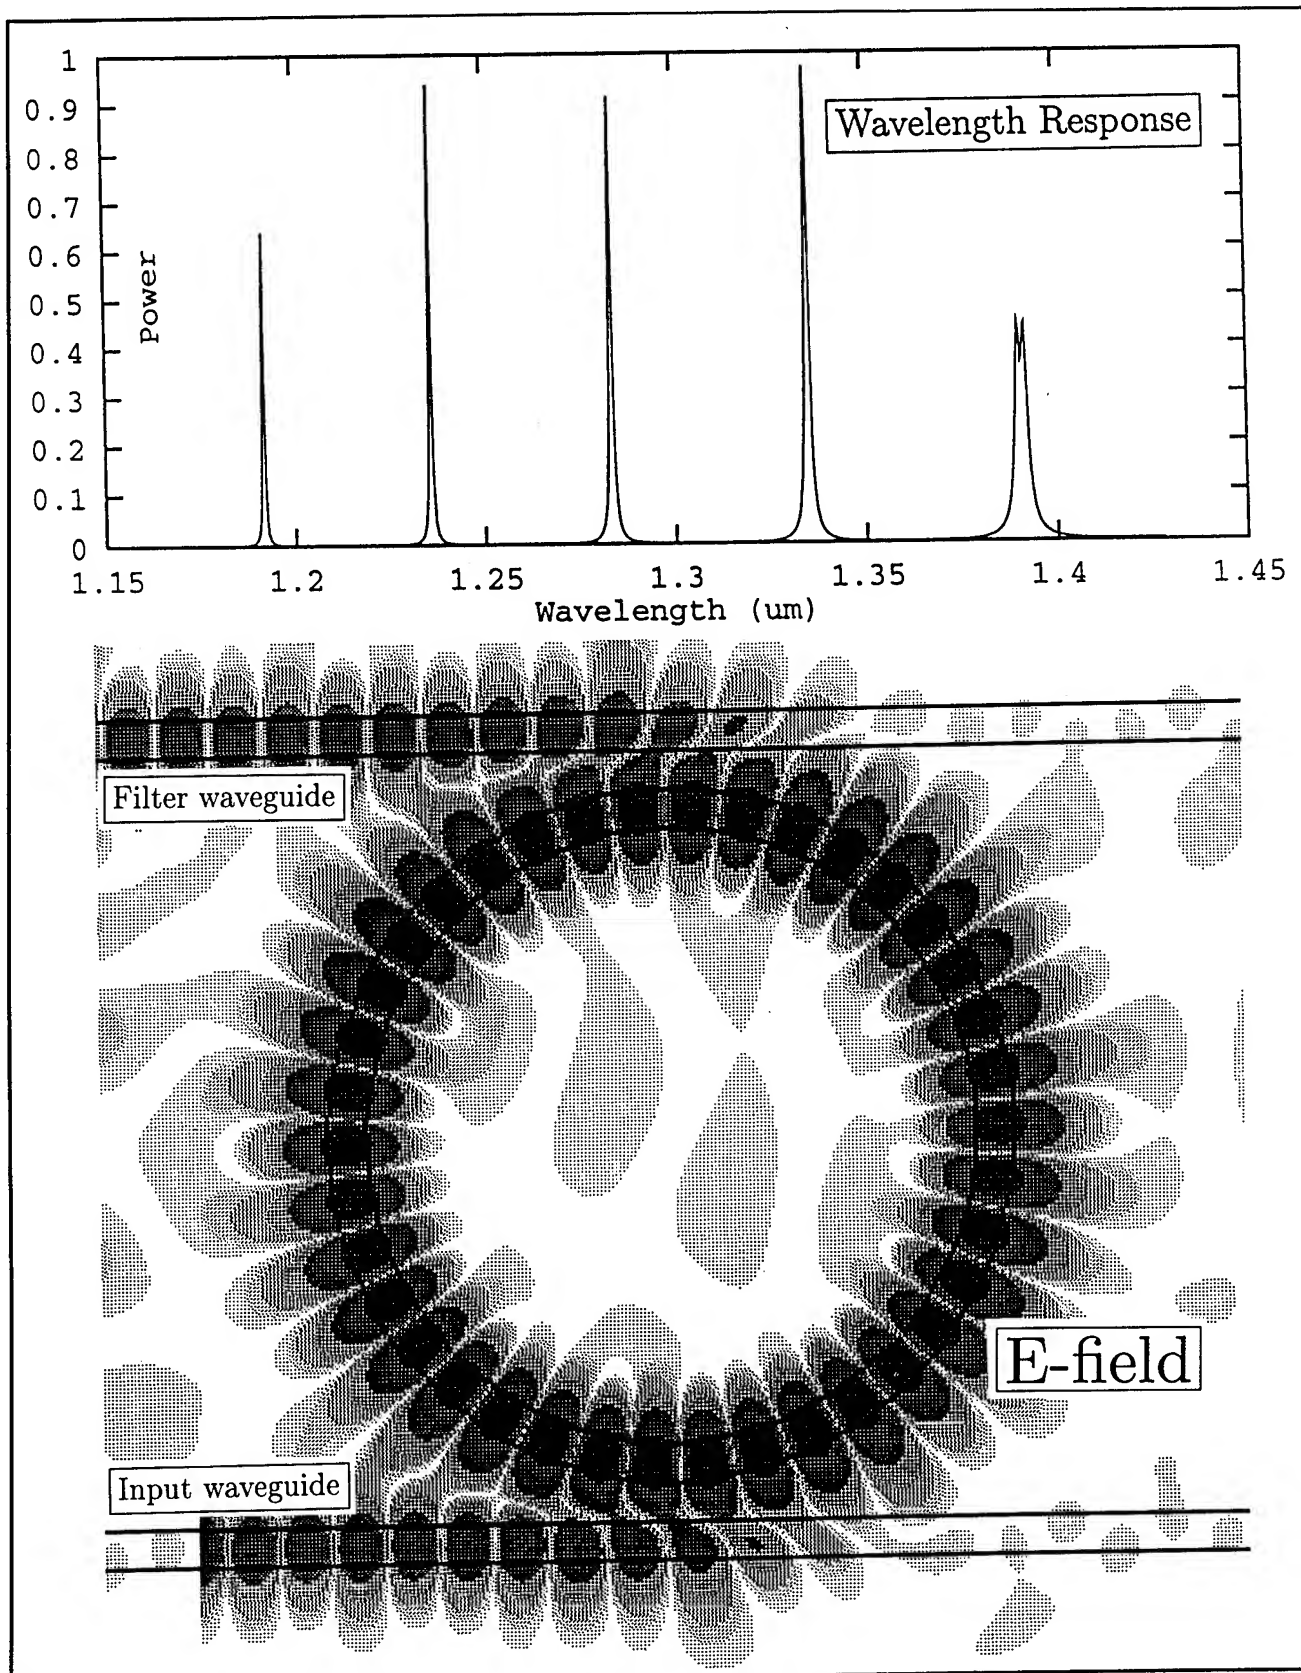 1
0.9
0.8
0.7
0.6
0.5
0.4
0.3
0.2
0.1
0
Power
Wavelength Response
1.15 1.2 1.25 1.3 1.35 1.4 1.45
Wavelength (um)
Filter waveguide
E-field
Input waveguide